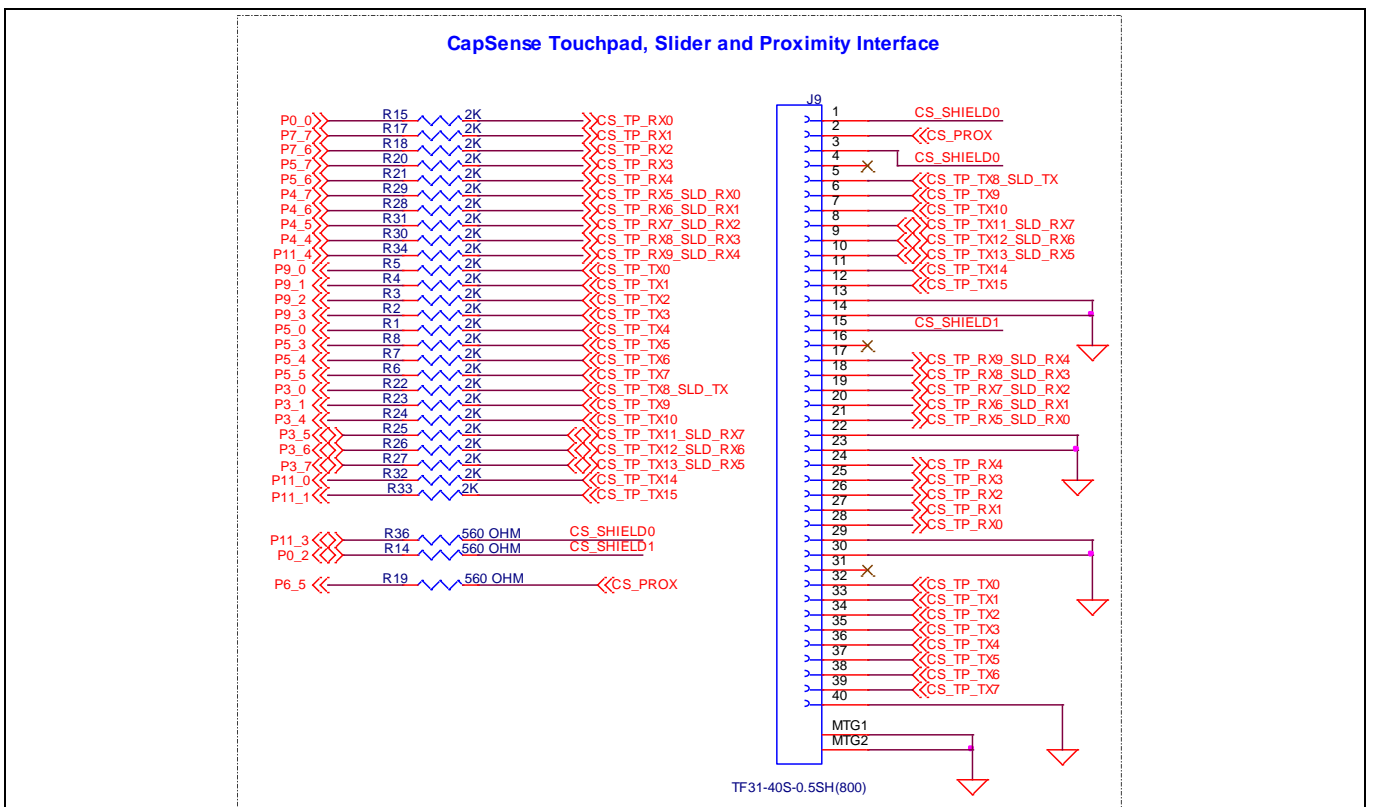 CapSense Touchpad, Slider and Proximity Interface
P0_0 R15 2K CS_TP_RX0
P7_7 R17 2K CS_TP_RX1
P7_6 R18 2K CS_TP_RX2
P5_7 R20 2K CS_TP_RX3
P5_6 R21 2K CS_TP_RX4
P4_7 R29 2K CS_TP_RX5_SLD_RX0
P4_6 R28 2K CS_TP_RX6_SLD_RX1
P4_5 R31 2K CS_TP_RX7_SLD_RX2
P4_4 R30 2K CS_TP_RX8_SLD_RX3
P11_4 R34 2K CS_TP_RX9_SLD_RX4
P9_0 R5 2K CS_TP_TX0
P9_1 R4 2K CS_TP_TX1
P9_2 R3 2K CS_TP_TX2
P9_3 R2 2K CS_TP_TX3
P5_0 R1 2K CS_TP_TX4
P5_3 R8 2K CS_TP_TX5
P5_4 R7 2K CS_TP_TX6
P5_5 R6 2K CS_TP_TX7
P3_0 R22 2K CS_TP_TX8_SLD_TX
P3_1 R23 2K CS_TP_TX9
P3_4 R24 2K CS_TP_TX10
P3_5 R25 2K CS_TP_TX11_SLD_RX7
P3_6 R26 2K CS_TP_TX12_SLD_RX6
P3_7 R27 2K CS_TP_TX13_SLD_RX5
P11_0 R32 2K CS_TP_TX14
P11_1 R33 2K CS_TP_TX15
P11_3 R36 560 OHM CS_SHIELD0
P0_2 R14 560 OHM CS_SHIELD1
P6_5 R19 560 OHM CS_PROX
J9
1 CS_SHIELD0
2 CS_PROX
3 CS_SHIELD0
4
5 CS_TP_TX8_SLD_TX
6 CS_TP_TX9
7 CS_TP_TX10
8 CS_TP_TX11_SLD_RX7
9 CS_TP_TX12_SLD_RX6
10 CS_TP_TX13_SLD_RX5
11 CS_TP_TX14
12 CS_TP_TX15
13
14
15 CS_SHIELD1
16
17 CS_TP_RX9_SLD_RX4
18 CS_TP_RX8_SLD_RX3
19 CS_TP_RX7_SLD_RX2
20 CS_TP_RX6_SLD_RX1
21 CS_TP_RX5_SLD_RX0
22
23
24 CS_TP_RX4
25 CS_TP_RX3
26 CS_TP_RX2
27 CS_TP_RX1
28 CS_TP_RX0
29
30
31
32 CS_TP_TX0
33 CS_TP_TX1
34 CS_TP_TX2
35 CS_TP_TX3
36 CS_TP_TX4
37 CS_TP_TX5
38 CS_TP_TX6
39 CS_TP_TX7
40
MTG1
MTG2
TF31-40S-0.5SH(800)